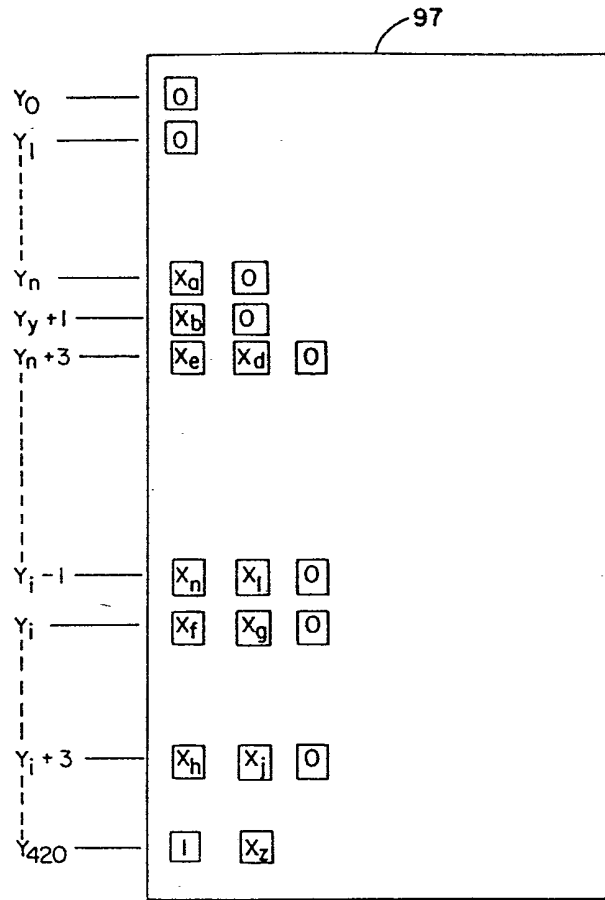 97
Y0 0
Y1 0
Yn Xa 0
Yy+1 Xb 0
Yn+3 Xe Xd 0
Yi-1 Xn Xl 0
Yi Xf Xg 0
Yi+3 Xh Xj 0
Y420 1 Xz